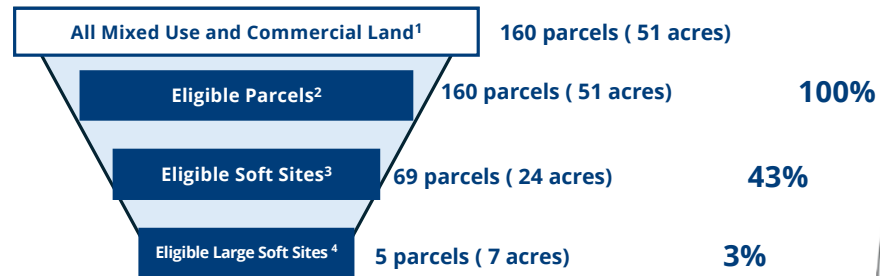 All Mixed Use and Commercial Land¹ 160 parcels ( 51 acres)
Eligible Parcels² 160 parcels ( 51 acres) 100%
Eligible Soft Sites³ 69 parcels ( 24 acres) 43%
Eligible Large Soft Sites ⁴ 5 parcels ( 7 acres) 3%